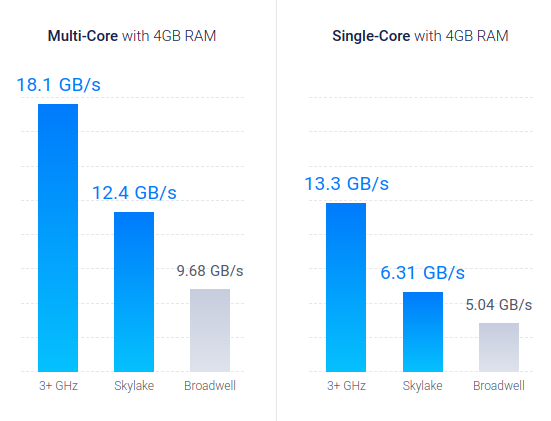 Multi-Core with 4GB RAM
18.1 GB/s
12.4 GB/s
9.68 GB/s
3+ GHz Skylake Broadwell
Single-Core with 4GB RAM
13.3 GB/s
6.31 GB/s
5.04 GB/s
3+ GHz Skylake Broadwell